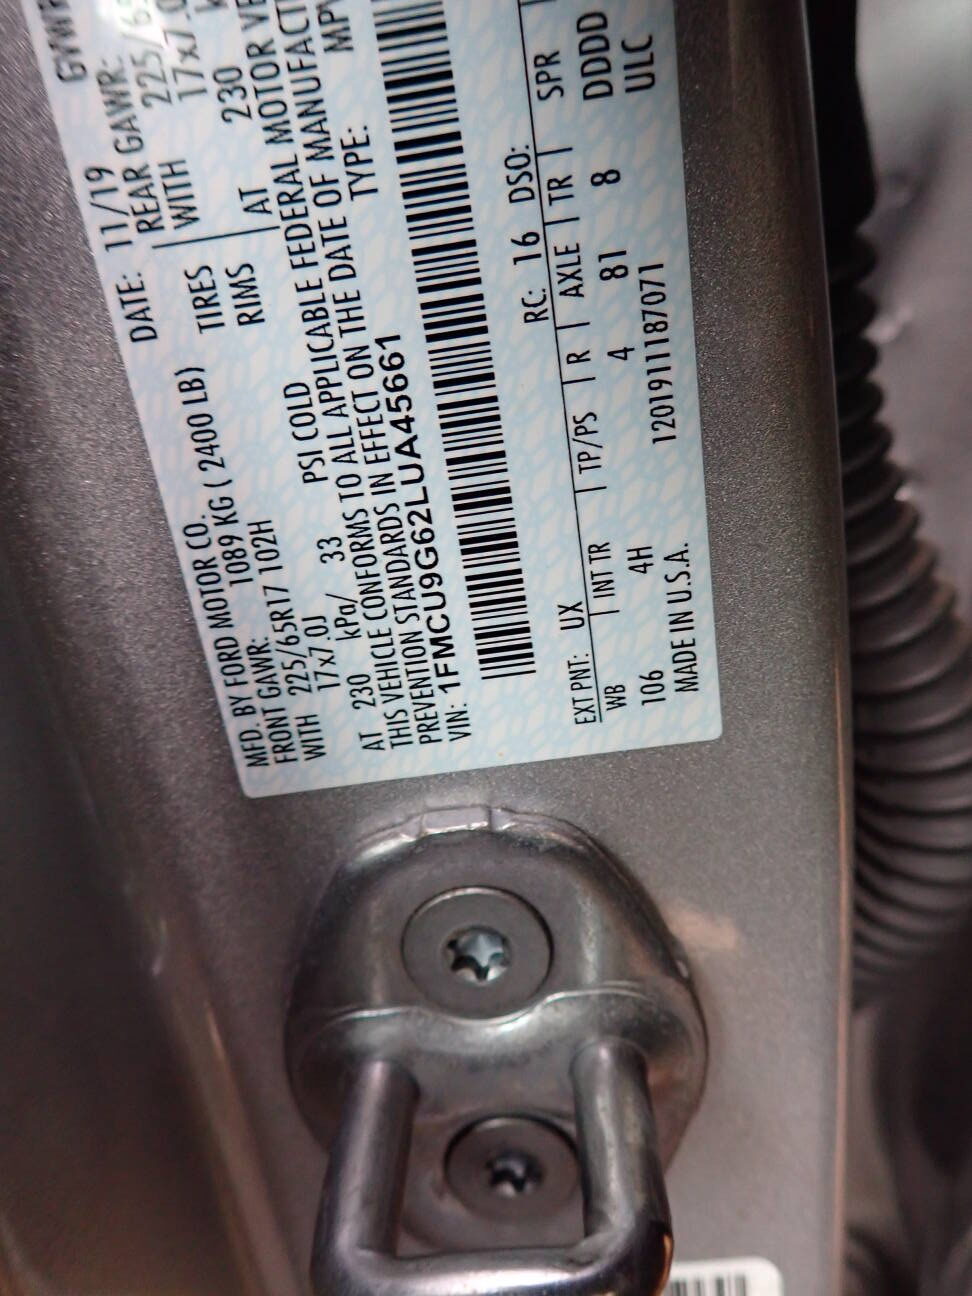 MFD. BY FORD MOTOR CO.
DATE: 11/19
FRONT GAWR: 1089 KG ( 2400 LB)
REAR GAWR:
WITH 225/65R17 102H TIRES
WITH
17x7.0J RIMS
AT 230 kPa/ 33 PSI COLD
AT 230
THIS VEHICLE CONFORMS TO ALL APPLICABLE FEDERAL MOTOR
PREVENTION STANDARDS IN EFFECT ON THE DATE OF
VIN: 1FMCU9G62LUA45661
TYPE:
EXT PNT: UX RC: 16 DSO:
WB INT TR TP/PS R AXLE TR SPR
106 4H 4 81 8 DDDD
MADE IN U.S.A. 120191118 7071 ULC